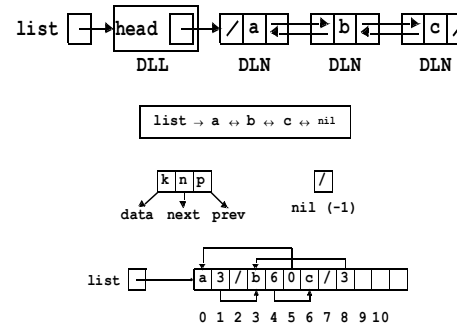 list head / a b c /
DLL DLN DLN DLN
list → a ↔ b ↔ c ↔ nil
k n p /
data next prev nil (-1)
list a 3 / b 6 0 c / 3
0 1 2 3 4 5 6 7 8 9 10